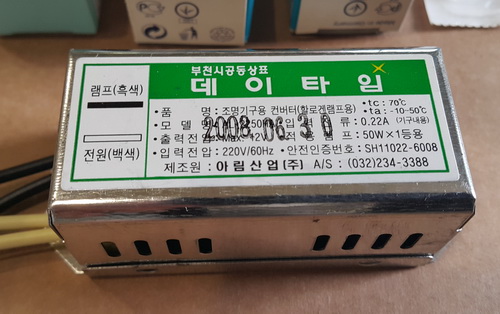 부천시공동상표
데이타임
램프(흑색)
전원(백색)
•품 명 : 조명기구용 컨버터(할로겐램프용)
•tc : 70℃
•ta : -10~50℃
•모 델
2008.06.30
0.22A (기구내용)
•출력전압
12V
램 프 : 50W×1등용
•입력전압 : 220V/60Hz •안전인증번호 : SH11022-6008
제조원 : 아림산업(주) A/S : (032)234-3388